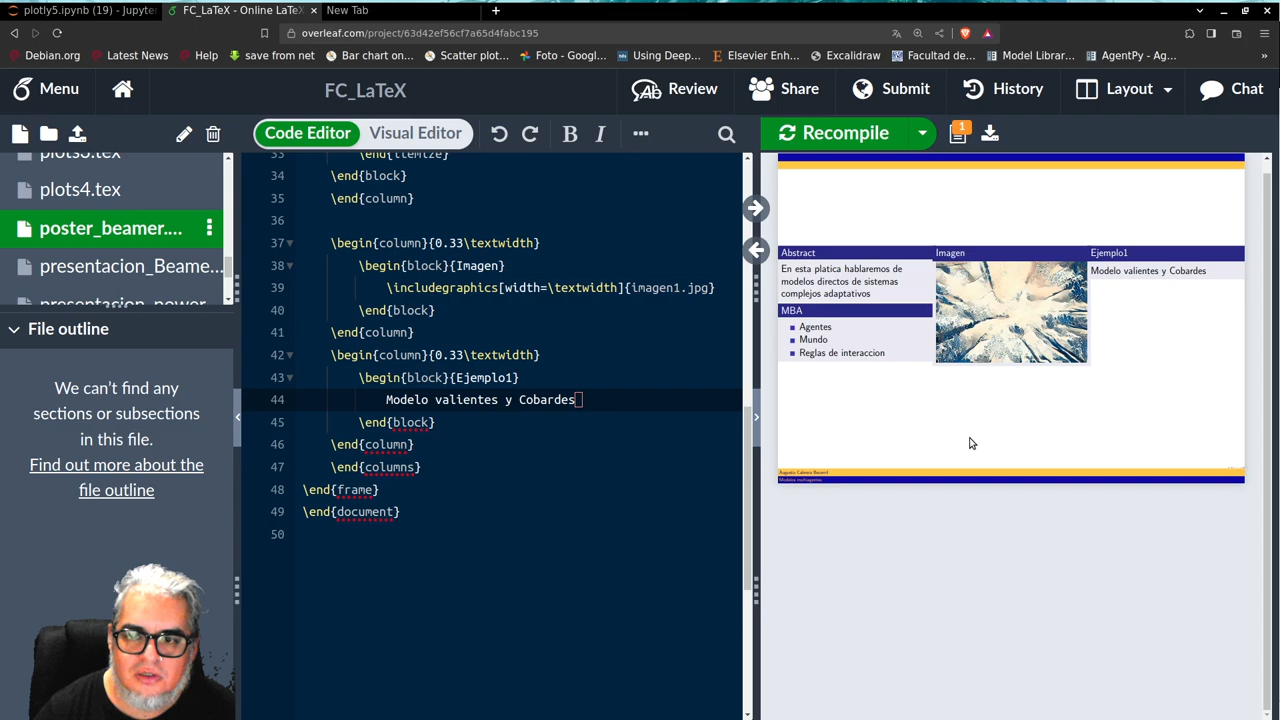 plotly5.ipynb (19) - Jupyter
FC_LaTeX - Online LaTeX
New Tab
overleaf.com/project/63d42ef56cf7a65d4fabc195
Debian.org
Latest News
Help
save from net
Bar chart on...
Scatter plot...
Foto - Googl...
Using Deep...
Elsevier Enh...
Excalidraw
Facultad de...
Model Librar...
AgentPy - Ag...
Menu
FC_LaTeX
Review
Share
Submit
History
Layout
Chat
Code Editor
Visual Editor
Recompile
1
plots4.tex
poster_beamer....
presentacion_Beame...
File outline
We can't find any
sections or subsections
in this file.
Find out more about the
file outline
34 \end{block}
35 \end{column}
36
37 \begin{column}{0.33\textwidth}
38 \begin{block}{Imagen}
39 \includegraphics[width=\textwidth]{imagen1.jpg}
40 \end{block}
41 \end{column}
42 \begin{column}{0.33\textwidth}
43 \begin{block}{Ejemplo1}
44 Modelo valientes y Cobardes
45 \end{block}
46 \end{column}
47 \end{columns}
48 \end{frame}
49 \end{document}
50
Abstract
En esta platica hablaremos de
modelos directos de sistemas
complejos adaptativos
MBA
Agentes
Mundo
Reglas de interaccion
Imagen
Ejemplo1
Modelo valientes y Cobardes
Modelos multiagentes